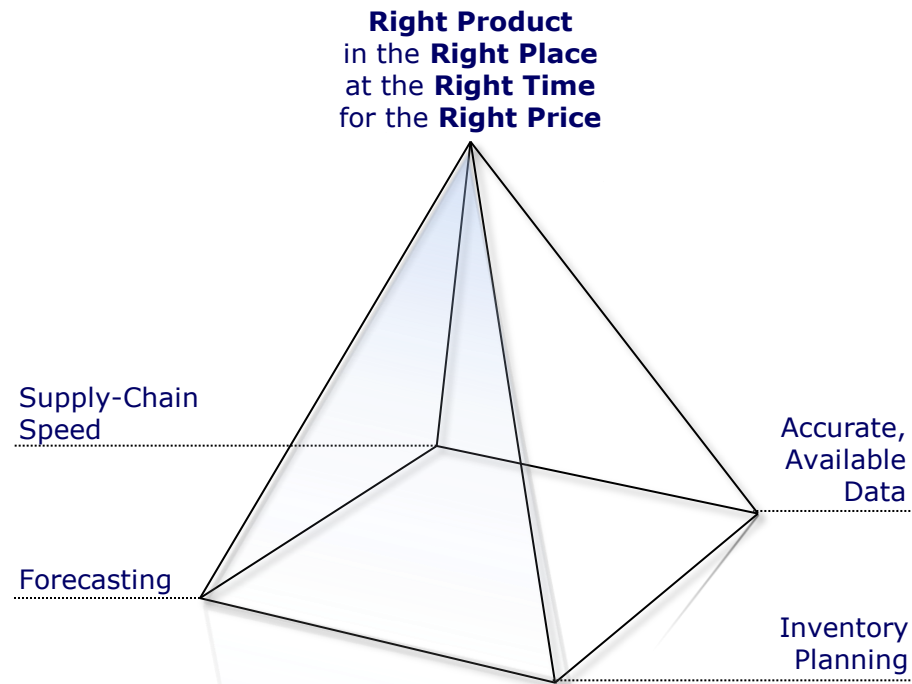 Right Product
in the Right Place
at the Right Time
for the Right Price
Supply-Chain
Speed
Accurate,
Available
Data
Forecasting
Inventory
Planning